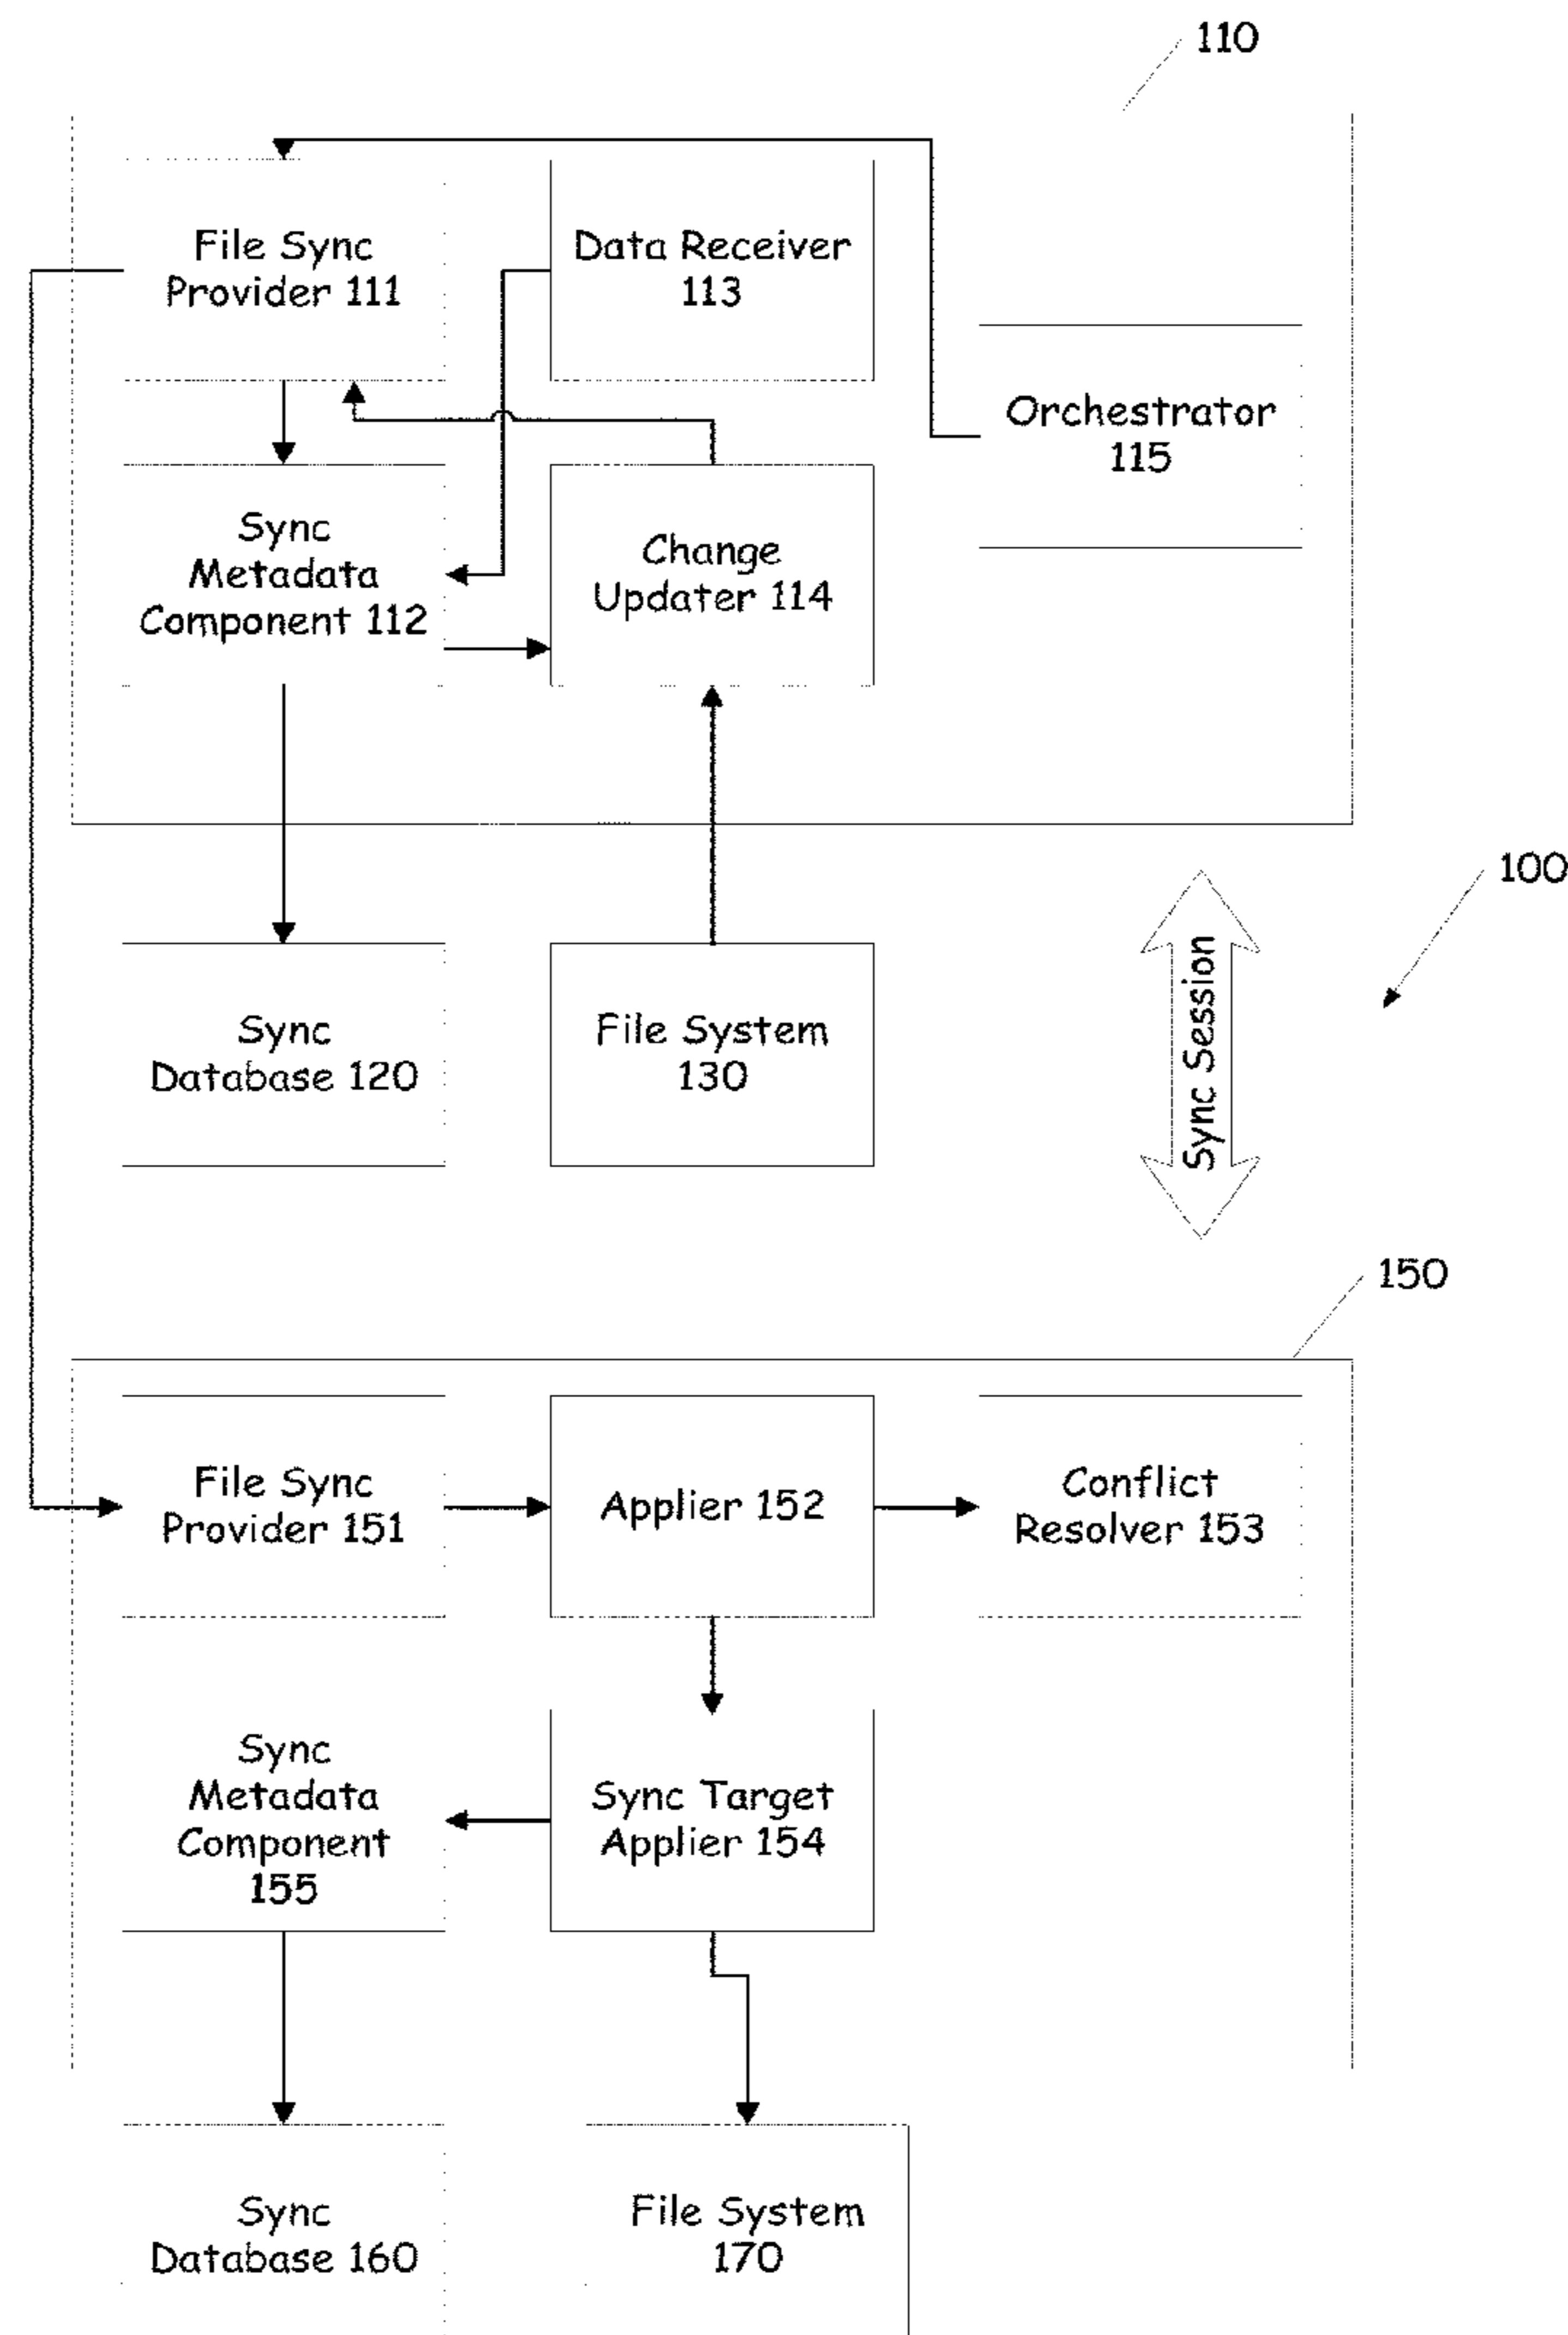 110
File Sync
Provider 111
Data Receiver
113
Orchestrator
115
Sync
Metadata
Component 112
Change
Updater 114
100
Sync
Database 120
File System
130
Sync Session
150
File Sync
Provider 151
Applier 152
Conflict
Resolver 153
Sync
Metadata
Component
155
Sync Target
Applier 154
Sync
Database 160
File System
170